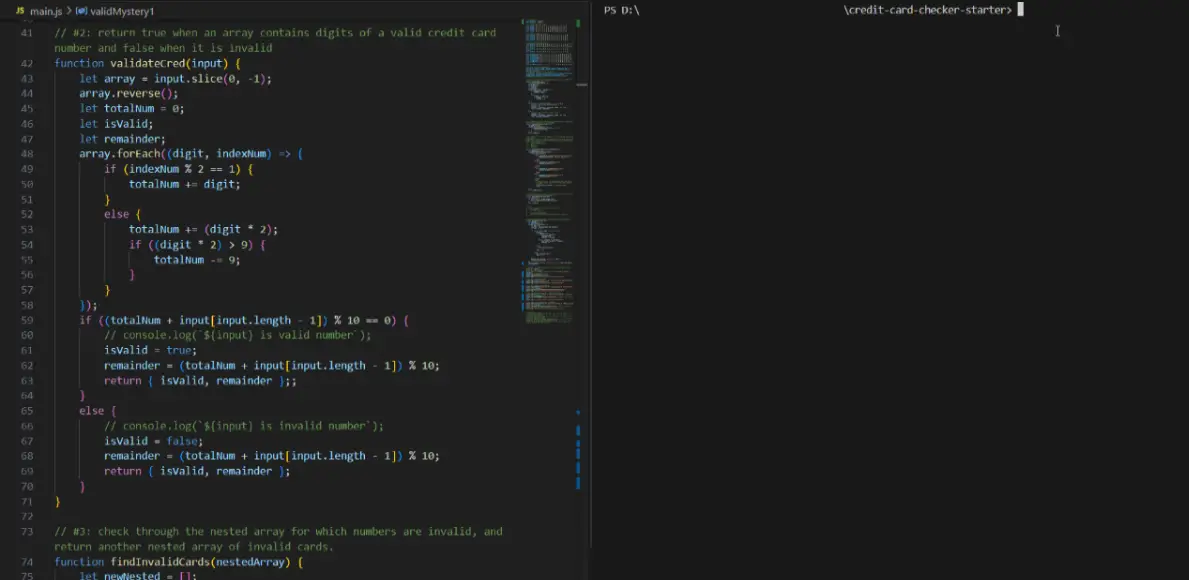 JS main.js > validMystery1
41 // #2: return true when an array contains digits of a valid credit card
number and false when it is invalid
42 function validateCred(input) {
43 let array = input.slice(0, -1);
44 array.reverse();
45 let totalNum = 0;
46 let isValid;
47 let remainder;
48 array.forEach((digit, indexNum) => {
49 if (indexNum % 2 == 1) {
50 totalNum += digit;
51 }
52 else {
53 totalNum += (digit * 2);
54 if ((digit * 2) > 9) {
55 totalNum -= 9;
56 }
57 }
58 });
59 if ((totalNum + input[input.length - 1]) % 10 == 0) {
60 // console.log(`${input} is valid number`);
61 isValid = true;
62 remainder = (totalNum + input[input.length - 1]) % 10;
63 return { isValid, remainder };;
64 }
65 else {
66 // console.log(`${input} is invalid number`);
67 isValid = false;
68 remainder = (totalNum + input[input.length - 1]) % 10;
69 return { isValid, remainder };
70 }
71 }
72
73 // #3: check through the nested array for which numbers are invalid, and
return another nested array of invalid cards.
74 function findInvalidCards(nestedArray) {
75 let newNested = [];
PS D:\ \credit-card-checker-starter>